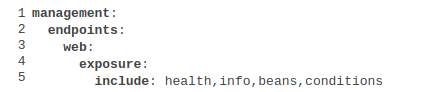 1 management:
2   endpoints:
3     web:
4       exposure:
5         include: health,info,beans,conditions